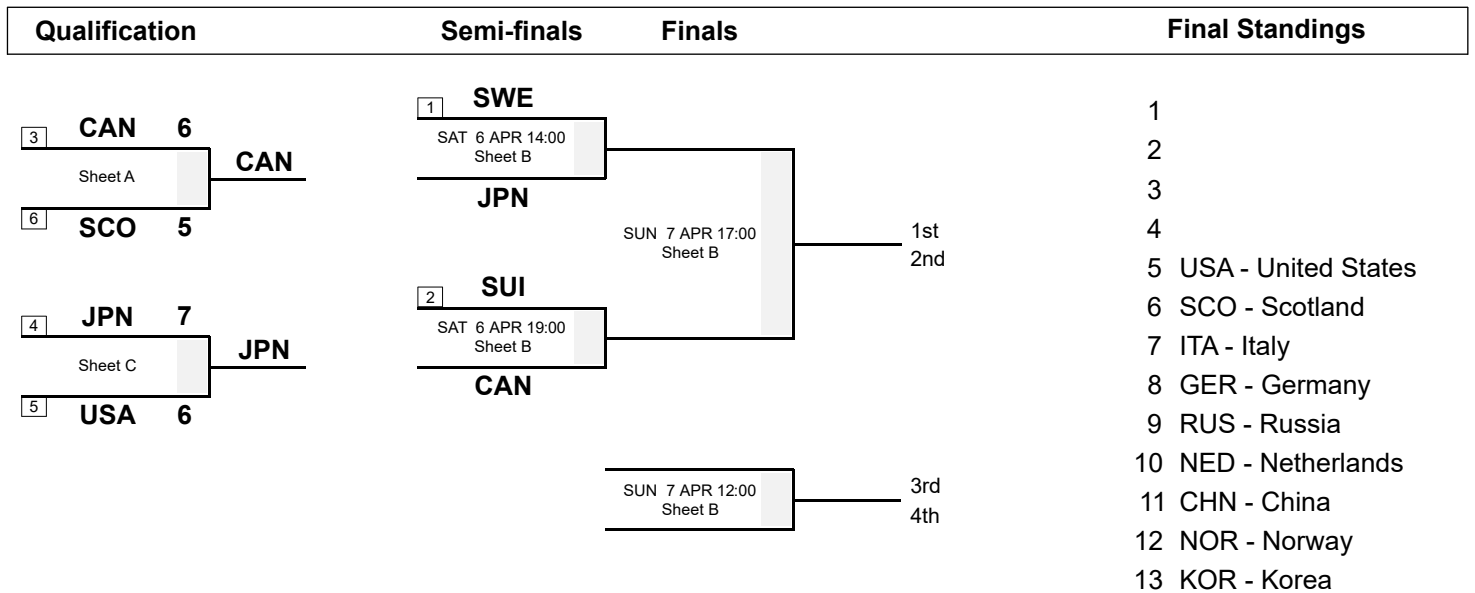 Qualification Semi-finals Finals Final Standings
3 CAN 6
Sheet A
CAN
6 SCO 5
4 JPN 7
Sheet C
JPN
5 USA 6
1 SWE
SAT 6 APR 14:00
Sheet B
JPN
2 SUI
SAT 6 APR 19:00
Sheet B
CAN
SUN 7 APR 17:00
Sheet B
1st
2nd
SUN 7 APR 12:00
Sheet B
3rd
4th
1
2
3
4
5 USA - United States
6 SCO - Scotland
7 ITA - Italy
8 GER - Germany
9 RUS - Russia
10 NED - Netherlands
11 CHN - China
12 NOR - Norway
13 KOR - Korea